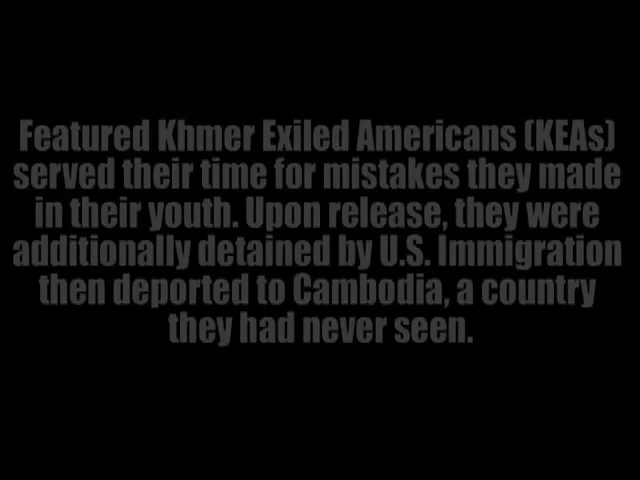 Featured Khmer Exiled Americans (KEAs)
served their time for mistakes they made
in their youth. Upon release, they were
additionally detained by U.S. Immigration
then deported to Cambodia, a country
they had never seen.